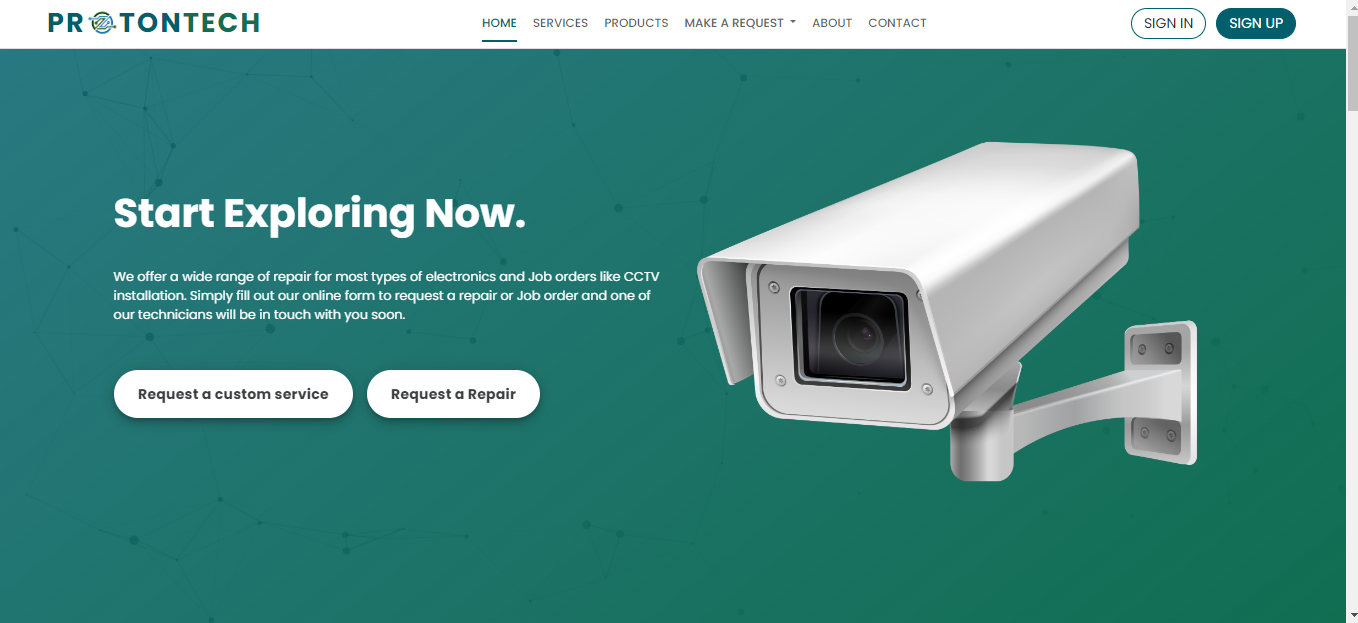 PROTONTECH
HOME SERVICES PRODUCTS MAKE A REQUEST ABOUT CONTACT SIGN IN SIGN UP
Start Exploring Now.
We offer a wide range of repair for most types of electronics and Job orders like CCTV
installation. Simply fill out our online form to request a repair or Job order and one of
our technicians will be in touch with you soon.
Request a custom service Request a Repair